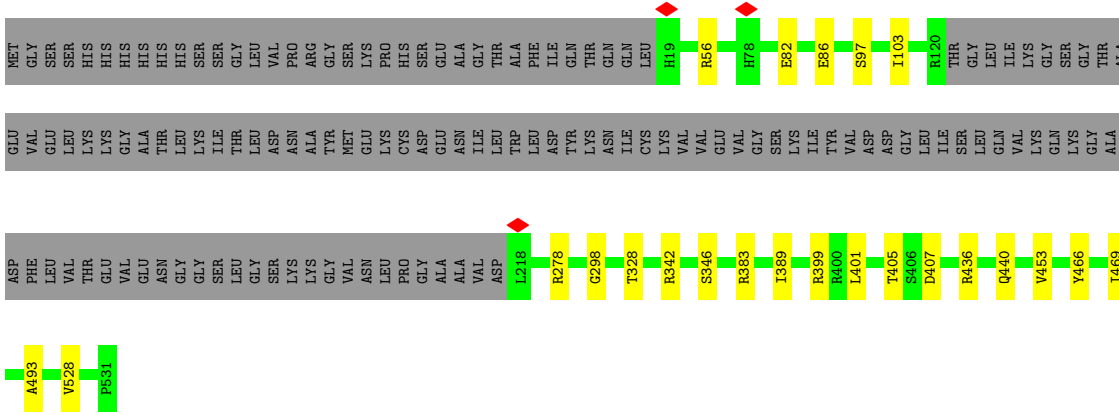 MET GLY SER SER HIS HIS HIS HIS HIS HIS SER SER GLY LEU VAL PRO ARG GLY SER LYS PRO HIS SER GLU ALA GLY THR ALA PHE ILE GLN THR GLN GLN LEU H19 R56 H78 E82 E86 S97 I103 R120 THR GLY LEU ILE LYS GLY SER GLY THR ALA
GLU VAL GLU LEU LYS LYS GLY ALA THR LEU LYS ILE THR LEU ASP ASN ALA TYR MET GLU LYS CYS ASP GLU ASN ILE LEU TRP LEU ASP TYR LYS ASN ILE CYS LYS VAL VAL GLU VAL GLY SER LYS ILE TYR VAL ASP ASP GLY LEU ILE SER LEU GLN VAL LYS GLN LYS GLY ALA
ASP PHE LEU VAL THR GLU VAL GLU ASN GLY GLY SER LEU GLY SER LYS LYS GLY VAL ASN LEU PRO GLY ALA ALA VAL ASP L218 R278 G298 T328 R342 S346 R383 I389 R399 R400 L401 T405 S406 D407 R436 Q440 V453 Y466 I469
A493 V528 P531